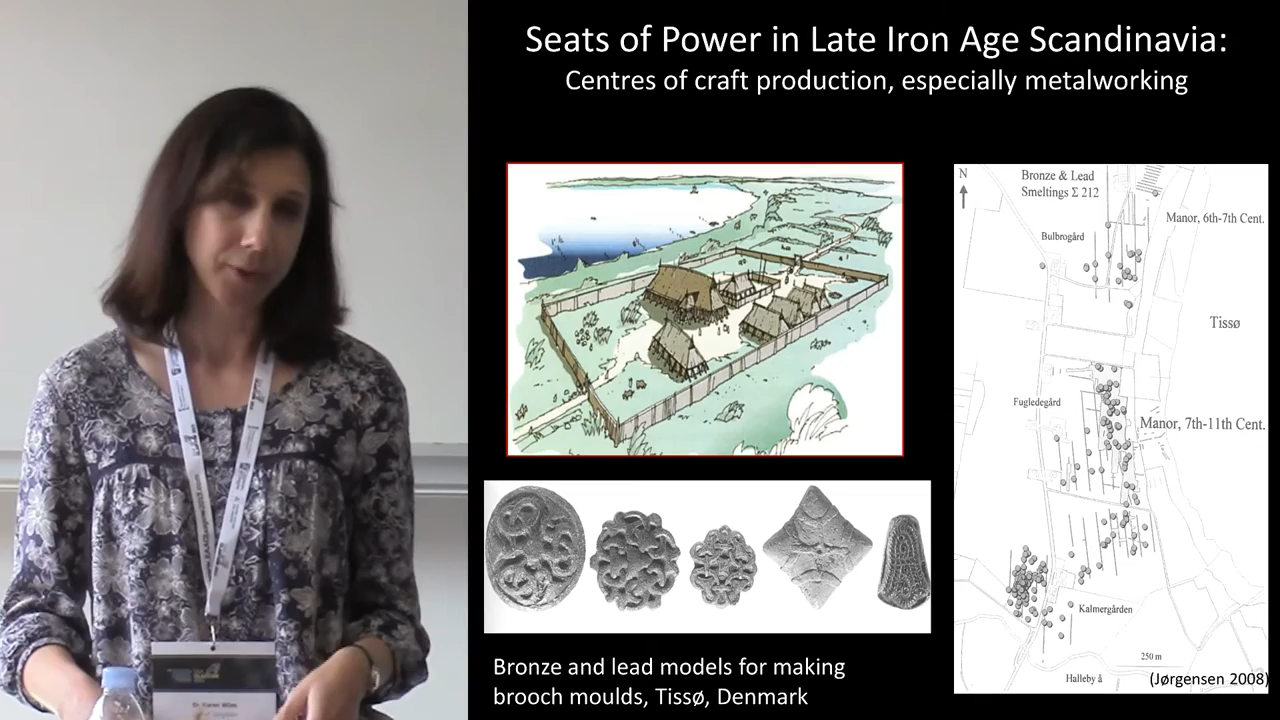 Seats of Power in Late Iron Age Scandinavia:
Centres of craft production, especially metalworking
N
Bronze & Lead
Smeltings Σ 212
Manor, 6th-7th Cent.
Bulbrogård
Tissø
Fugledegård
Manor, 7th-11th Cent.
Kalmergården
250 m
Halleby å
(Jørgensen 2008)
Bronze and lead models for making
brooch moulds, Tissø, Denmark
Dr. Karen